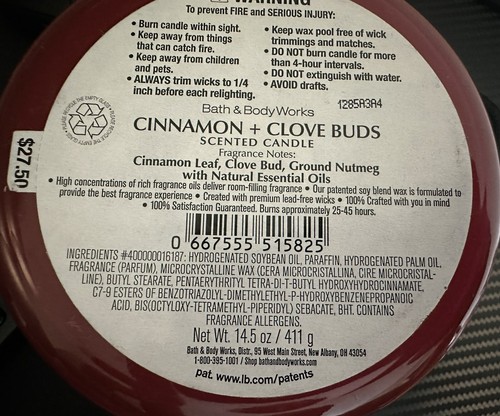 WARNING
To prevent FIRE and SERIOUS INJURY:
• Burn candle within sight.
• Keep away from things
that can catch fire.
• Keep away from children
and pets.
• ALWAYS trim wicks to 1/4
inch before each relighting.
• Keep wax pool free of wick
trimmings and matches.
• DO NOT burn candle for more
than 4-hour intervals.
• DO NOT extinguish with water.
• AVOID drafts.
1285A3A4
PLEASE RECYCLE THE EMPTY GLASS
$27.50
Bath & Body Works
CINNAMON + CLOVE BUDS
SCENTED CANDLE
Fragrance Notes:
Cinnamon Leaf, Clove Bud, Ground Nutmeg
with Natural Essential Oils
• High concentrations of rich fragrance oils deliver room-filling fragrance • Our patented soy blend wax is formulated to
provide the best fragrance experience • Created with premium lead-free wicks • 100% Crafted with you in mind
• 100% Satisfaction Guaranteed. Burns approximately 25-45 hours.
0 667555 515825
INGREDIENTS #400000016187: HYDROGENATED SOYBEAN OIL, PARAFFIN, HYDROGENATED PALM OIL,
FRAGRANCE (PARFUM), MICROCRYSTALLINE WAX (CERA MICROCRISTALLINA, CIRE MICROCRISTAL-
LINE), BUTYL STEARATE, PENTAERYTHRITYL TETRA-DI-T-BUTYL HYDROXYHYDROCINNAMATE,
C7-9 ESTERS OF BENZOTRIAZOLYL-DIMETHYLETHYL-P-HYDROXYBENZENEPROPANOIC
ACID, BIS(OCTYLOXY-TETRAMETHYL-PIPERIDYL) SEBACATE, BHT. CONTAINS
FRAGRANCE ALLERGENS.
Net Wt. 14.5 oz / 411 g
Bath & Body Works, Distr., 95 West Main Street, New Albany, OH 43054
1-800-395-1001 / Shop bathandbodyworks.com
pat. www.lb.com/patents